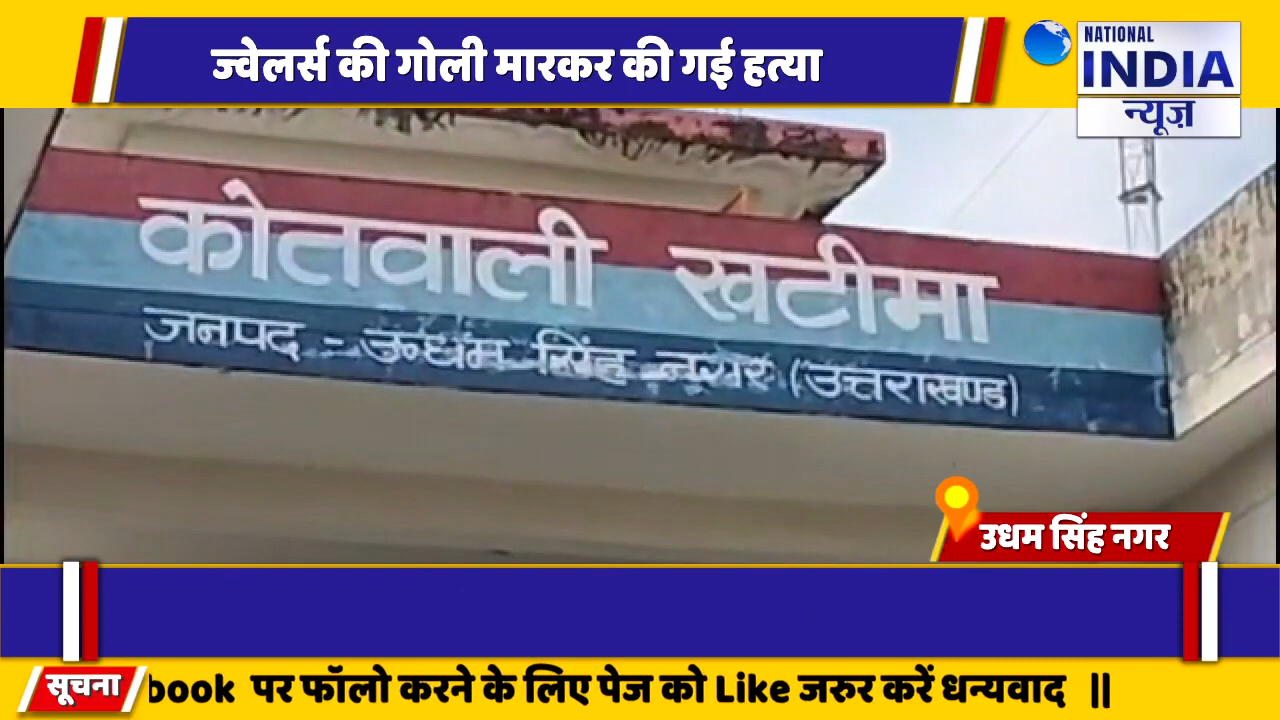 ज्वेलर्स की गोली मारकर की गई हत्या
NATIONAL
INDIA
न्यूज़
कोतवाली खटीमा
जनपद - ऊधम सिंह नगर (उत्तराखण्ड)
उधम सिंह नगर
सूचना book पर फॉलो करने के लिए पेज को Like जरुर करें धन्यवाद ||